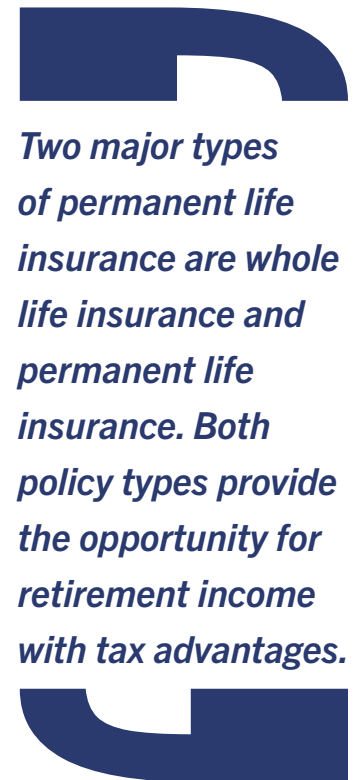 Two major types
of permanent life
insurance are whole
life insurance and
permanent life
insurance. Both
policy types provide
the opportunity for
retirement income
with tax advantages.